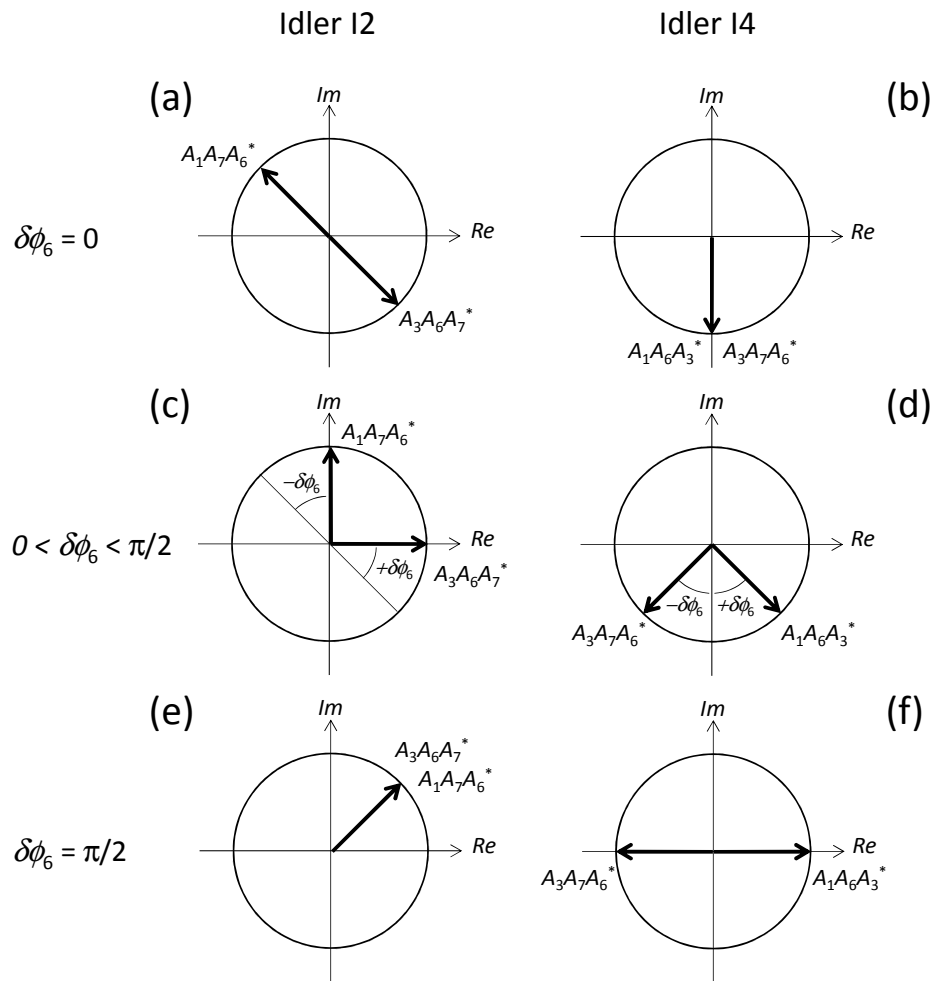 Idler I2 Idler I4
(a) Im Im (b)
A₁A₇A₆*
δϕ₆ = 0 Re Re
A₃A₆A₇* A₁A₆A₃* A₃A₇A₆*
(c) Im Im (d)
A₁A₇A₆*
−δϕ₆
0 < δϕ₆ < π/2 Re Re
+δϕ₆ A₃A₆A₇* −δϕ₆ +δϕ₆
A₃A₇A₆* A₁A₆A₃*
(e) Im Im (f)
A₃A₆A₇*
A₁A₇A₆*
δϕ₆ = π/2 Re Re
A₃A₇A₆* A₁A₆A₃*